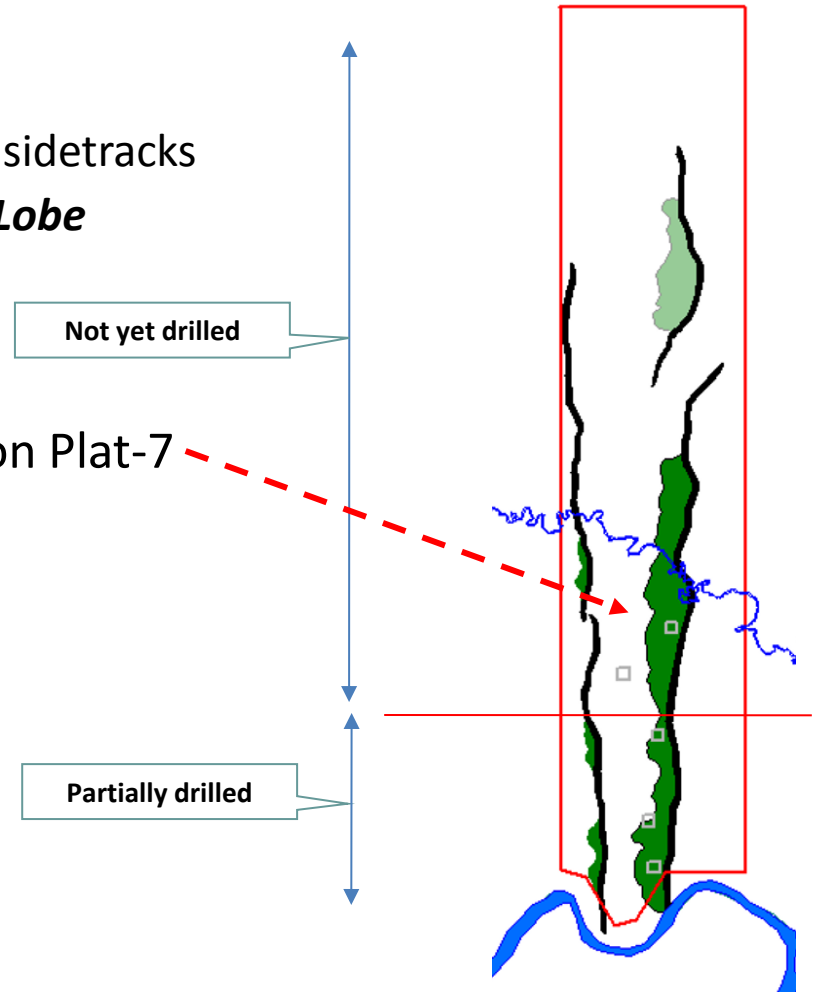 sidetracks
Lobe
Not yet drilled
on Plat-7
Partially drilled